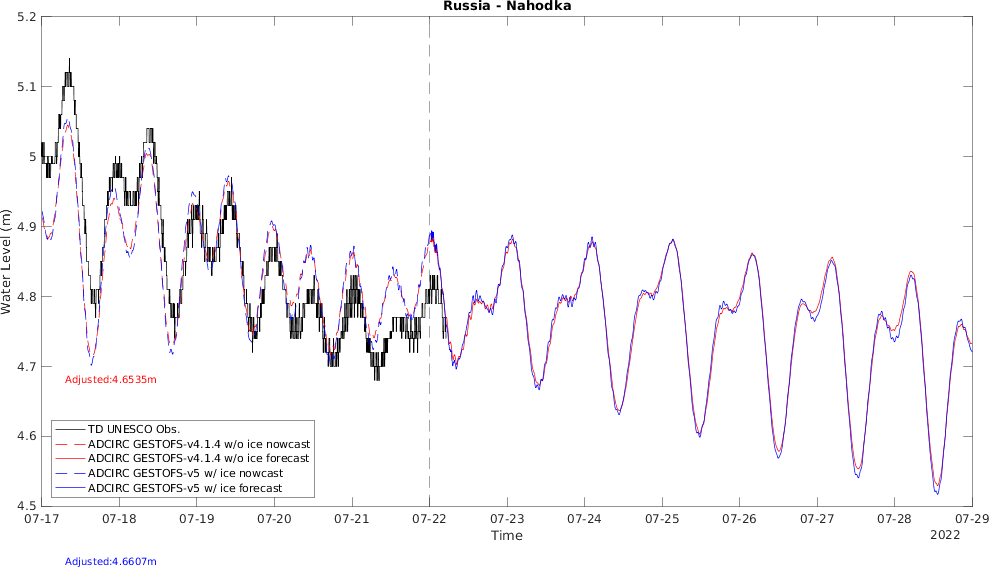 Russia - Nahodka
5.2
5.1
5
4.9
4.8
4.7
4.6
4.5
Water Level (m)
Adjusted:4.6535m
TD UNESCO Obs.
ADCIRC GESTOFS-v4.1.4 w/o ice nowcast
ADCIRC GESTOFS-v4.1.4 w/o ice forecast
ADCIRC GESTOFS-v5 w/ ice nowcast
ADCIRC GESTOFS-v5 w/ ice forecast
07-17 07-18 07-19 07-20 07-21 07-22 07-23 07-24 07-25 07-26 07-27 07-28 07-29
Time
2022
Adjusted:4.6607m